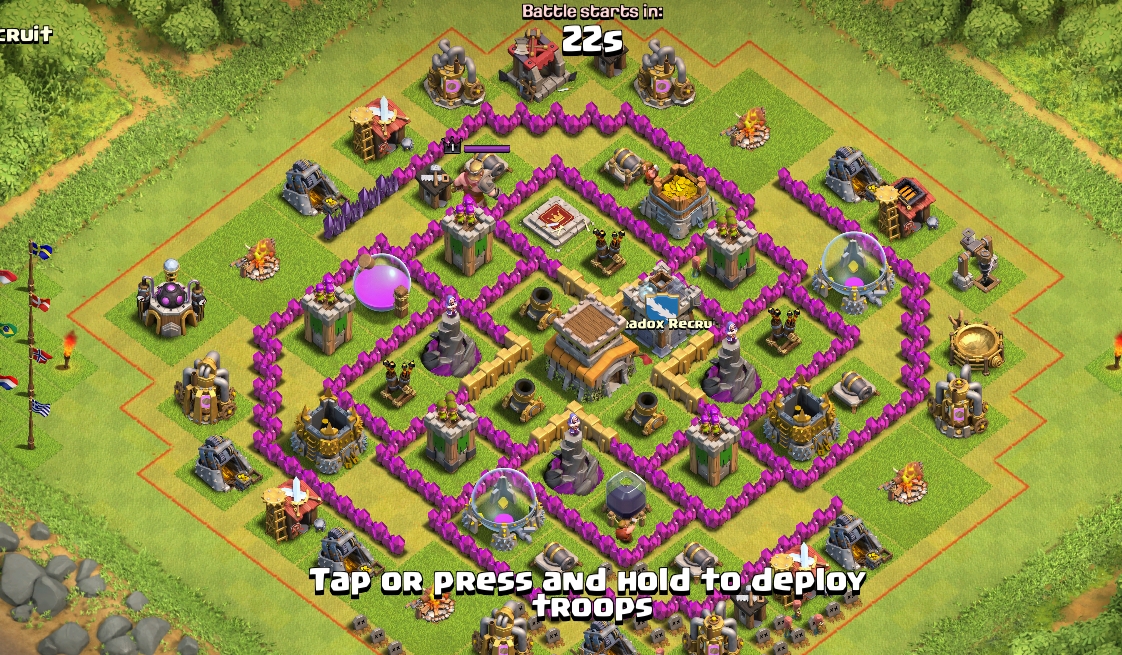 Battle starts in:
cruit
22s
1
adox Recru
Tap or press and hold to deploy
troops